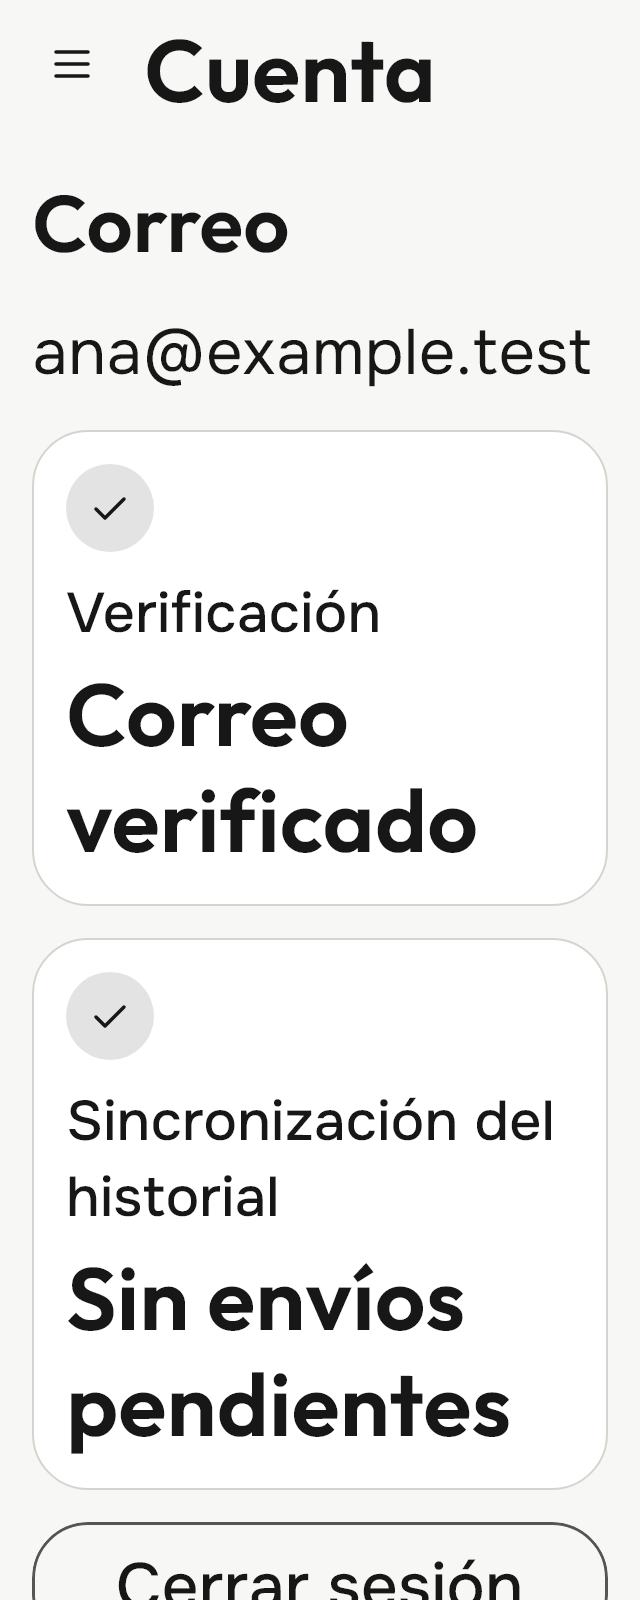 Cuenta
Correo
ana@example.test
Verificación
Correo
verificado
Sincronización del
historial
Sin envíos
pendientes
Cerrar sesión